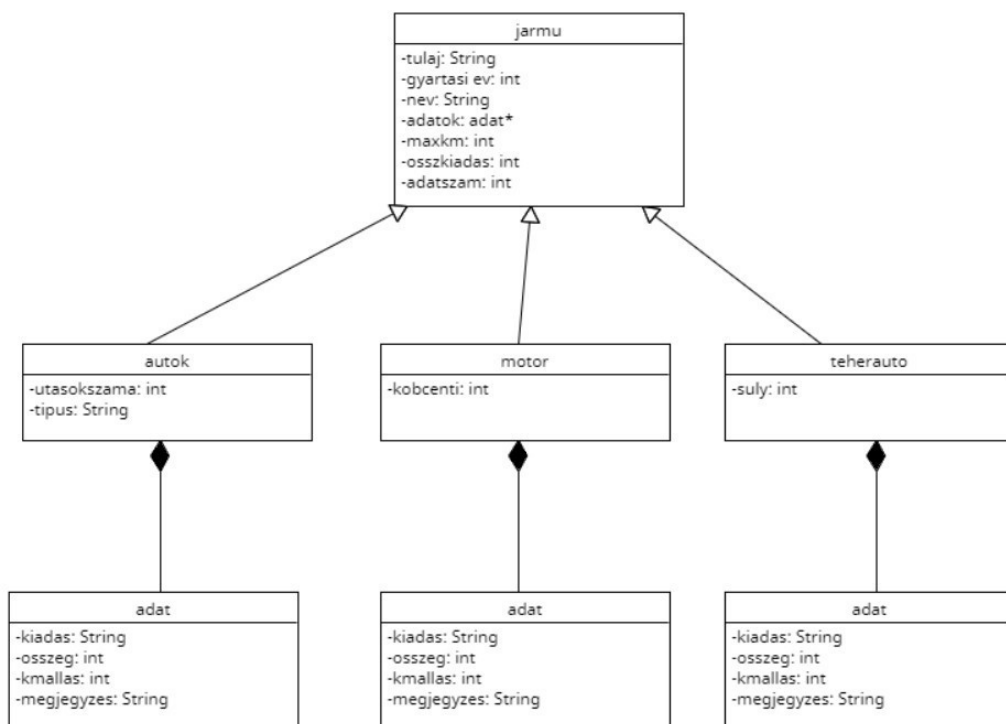 jarmu
-tulaj: String
-gyartasi ev: int
-nev: String
-adatok: adat*
-maxkm: int
-osszkiadas: int
-adatszam: int
autok
-utasokszama: int
-tipus: String
motor
-kobcenti: int
teherauto
-suly: int
adat
-kiadas: String
-osszeg: int
-kmallas: int
-megjegyzes: String
adat
-kiadas: String
-osszeg: int
-kmallas: int
-megjegyzes: String
adat
-kiadas: String
-osszeg: int
-kmallas: int
-megjegyzes: String